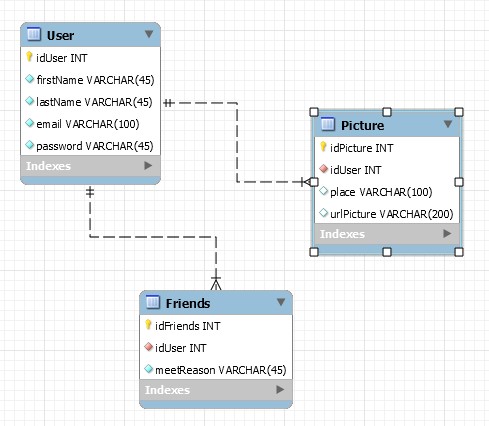 User
idUser INT
firstName VARCHAR(45)
lastName VARCHAR(45)
email VARCHAR(100)
password VARCHAR(45)
Indexes
Picture
idPicture INT
idUser INT
place VARCHAR(100)
urlPicture VARCHAR(200)
Indexes
Friends
idFriends INT
idUser INT
meetReason VARCHAR(45)
Indexes